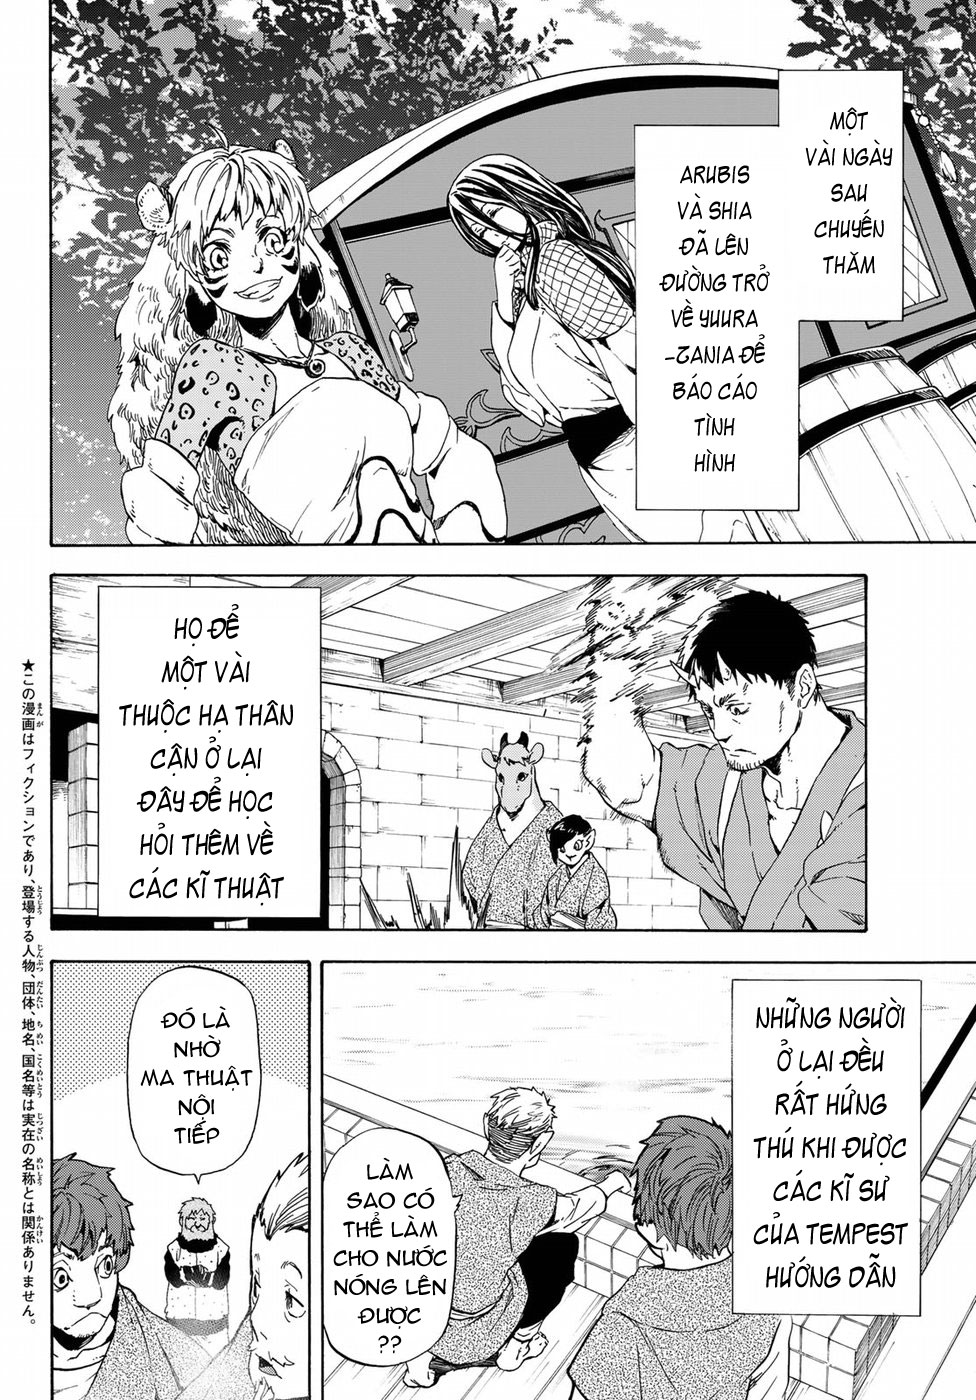 MỘT
VÀI NGÀY
SAU
CHUYẾN
THĂM
ARUBIS
VÀ SHIA
ĐÃ LÊN
ĐƯỜNG TRỞ
VỀ YUURA
-ZANIA ĐỂ
BÁO CÁO
TÌNH
HÌNH
HỌ ĐỂ
MỘT VÀI
THUỘC HẠ THÂN
CẬN Ở LẠI
ĐÂY ĐỂ HỌC
HỎI THÊM VỀ
CÁC KĨ THUẬT
NHỮNG NGƯỜI
Ở LẠI ĐỀU
RẤT HỨNG
THÚ KHI ĐƯỢC
CÁC KĨ SƯ
CỦA TEMPEST
HƯỚNG DẪN
LÀM
SAO CÓ
THỂ LÀM
CHO NƯỚC
NÓNG LÊN
ĐƯỢC
??
ĐÓ LÀ
NHỜ
MA THUẬT
NỘI
TIẾP
★この漫画はフィクションであり、登場する人物、団体、地名、国名等は実在の名称とは関係ありません。